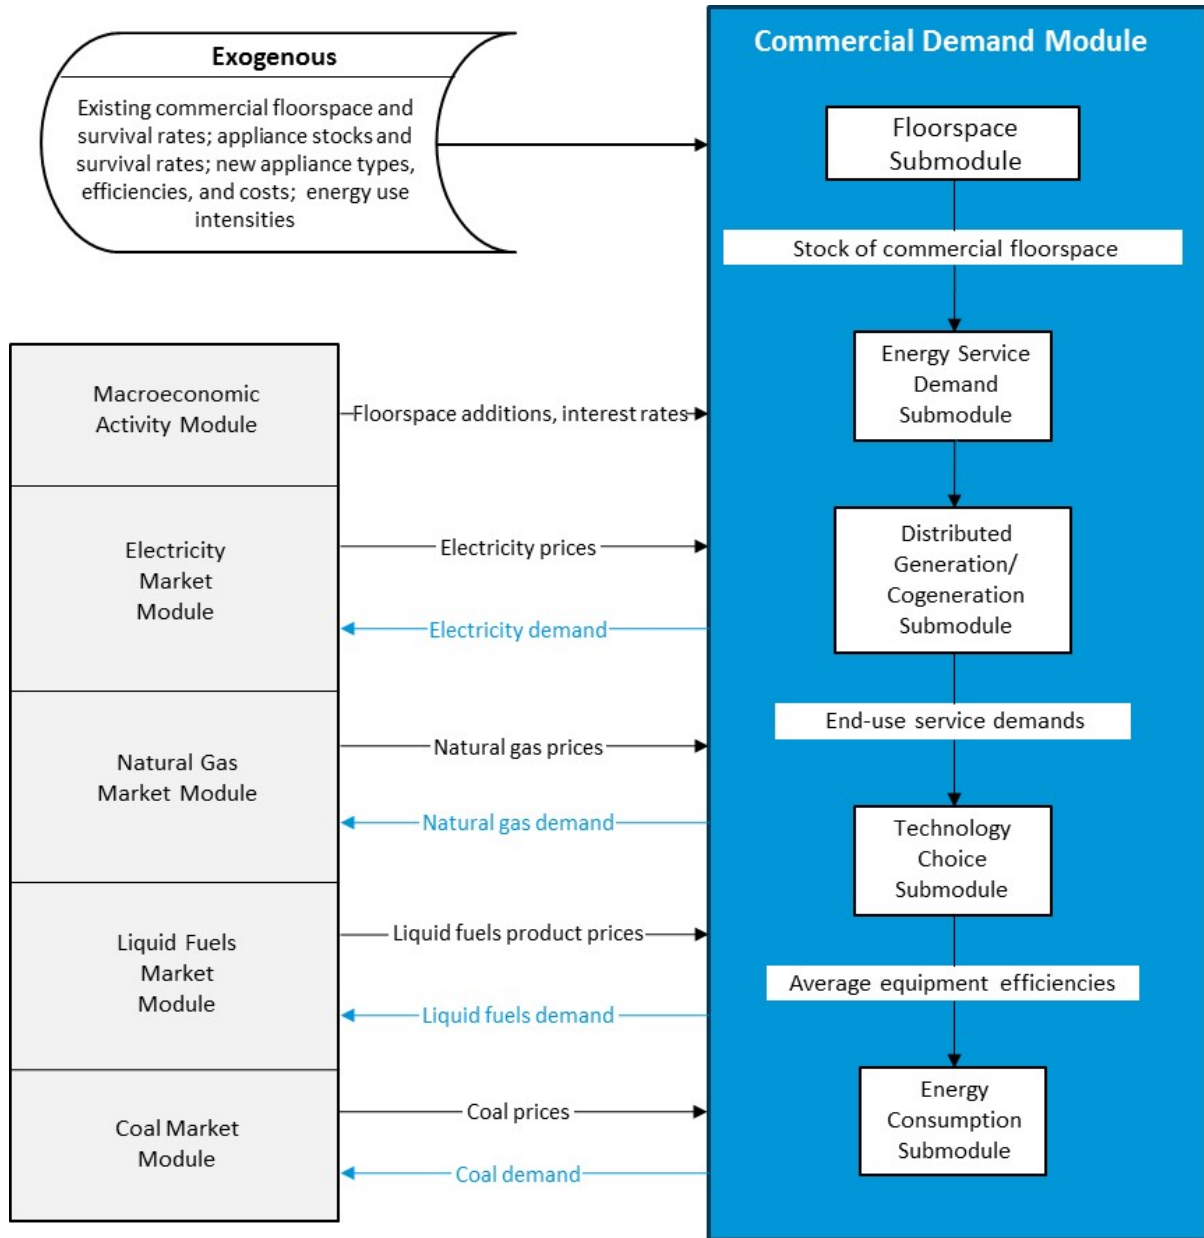 Exogenous
Existing commercial floorspace and
survival rates; appliance stocks and
survival rates; new appliance types,
efficiencies, and costs; energy use
intensities
Macroeconomic
Activity Module
Electricity
Market
Module
Natural Gas
Market Module
Liquid Fuels
Market
Module
Coal Market
Module
Floorspace additions, interest rates
Electricity prices
Electricity demand
Natural gas prices
Natural gas demand
Liquid fuels product prices
Liquid fuels demand
Coal prices
Coal demand
Commercial Demand Module
Floorspace
Submodule
Stock of commercial floorspace
Energy Service
Demand
Submodule
Distributed
Generation/
Cogeneration
Submodule
End-use service demands
Technology
Choice
Submodule
Average equipment efficiencies
Energy
Consumption
Submodule